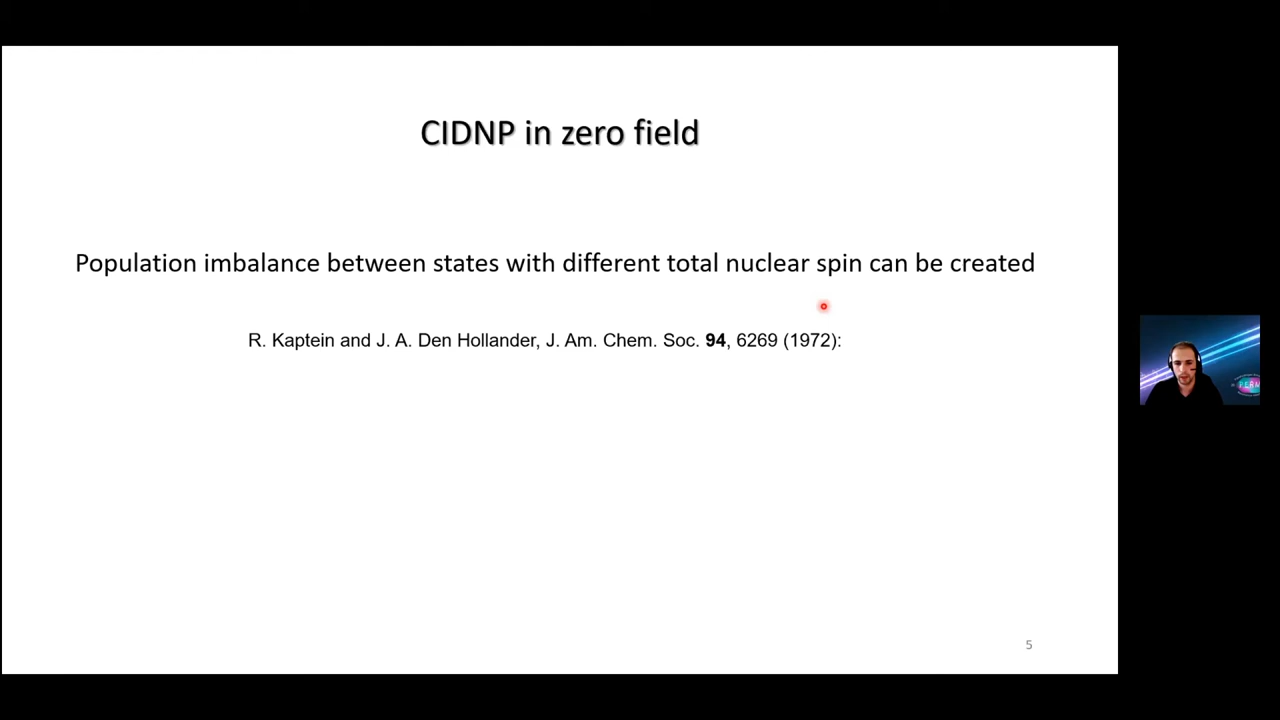 CIDNP in zero field
Population imbalance between states with different total nuclear spin can be created
R. Kaptein and J. A. Den Hollander, J. Am. Chem. Soc. 94, 6269 (1972):
PERM
5